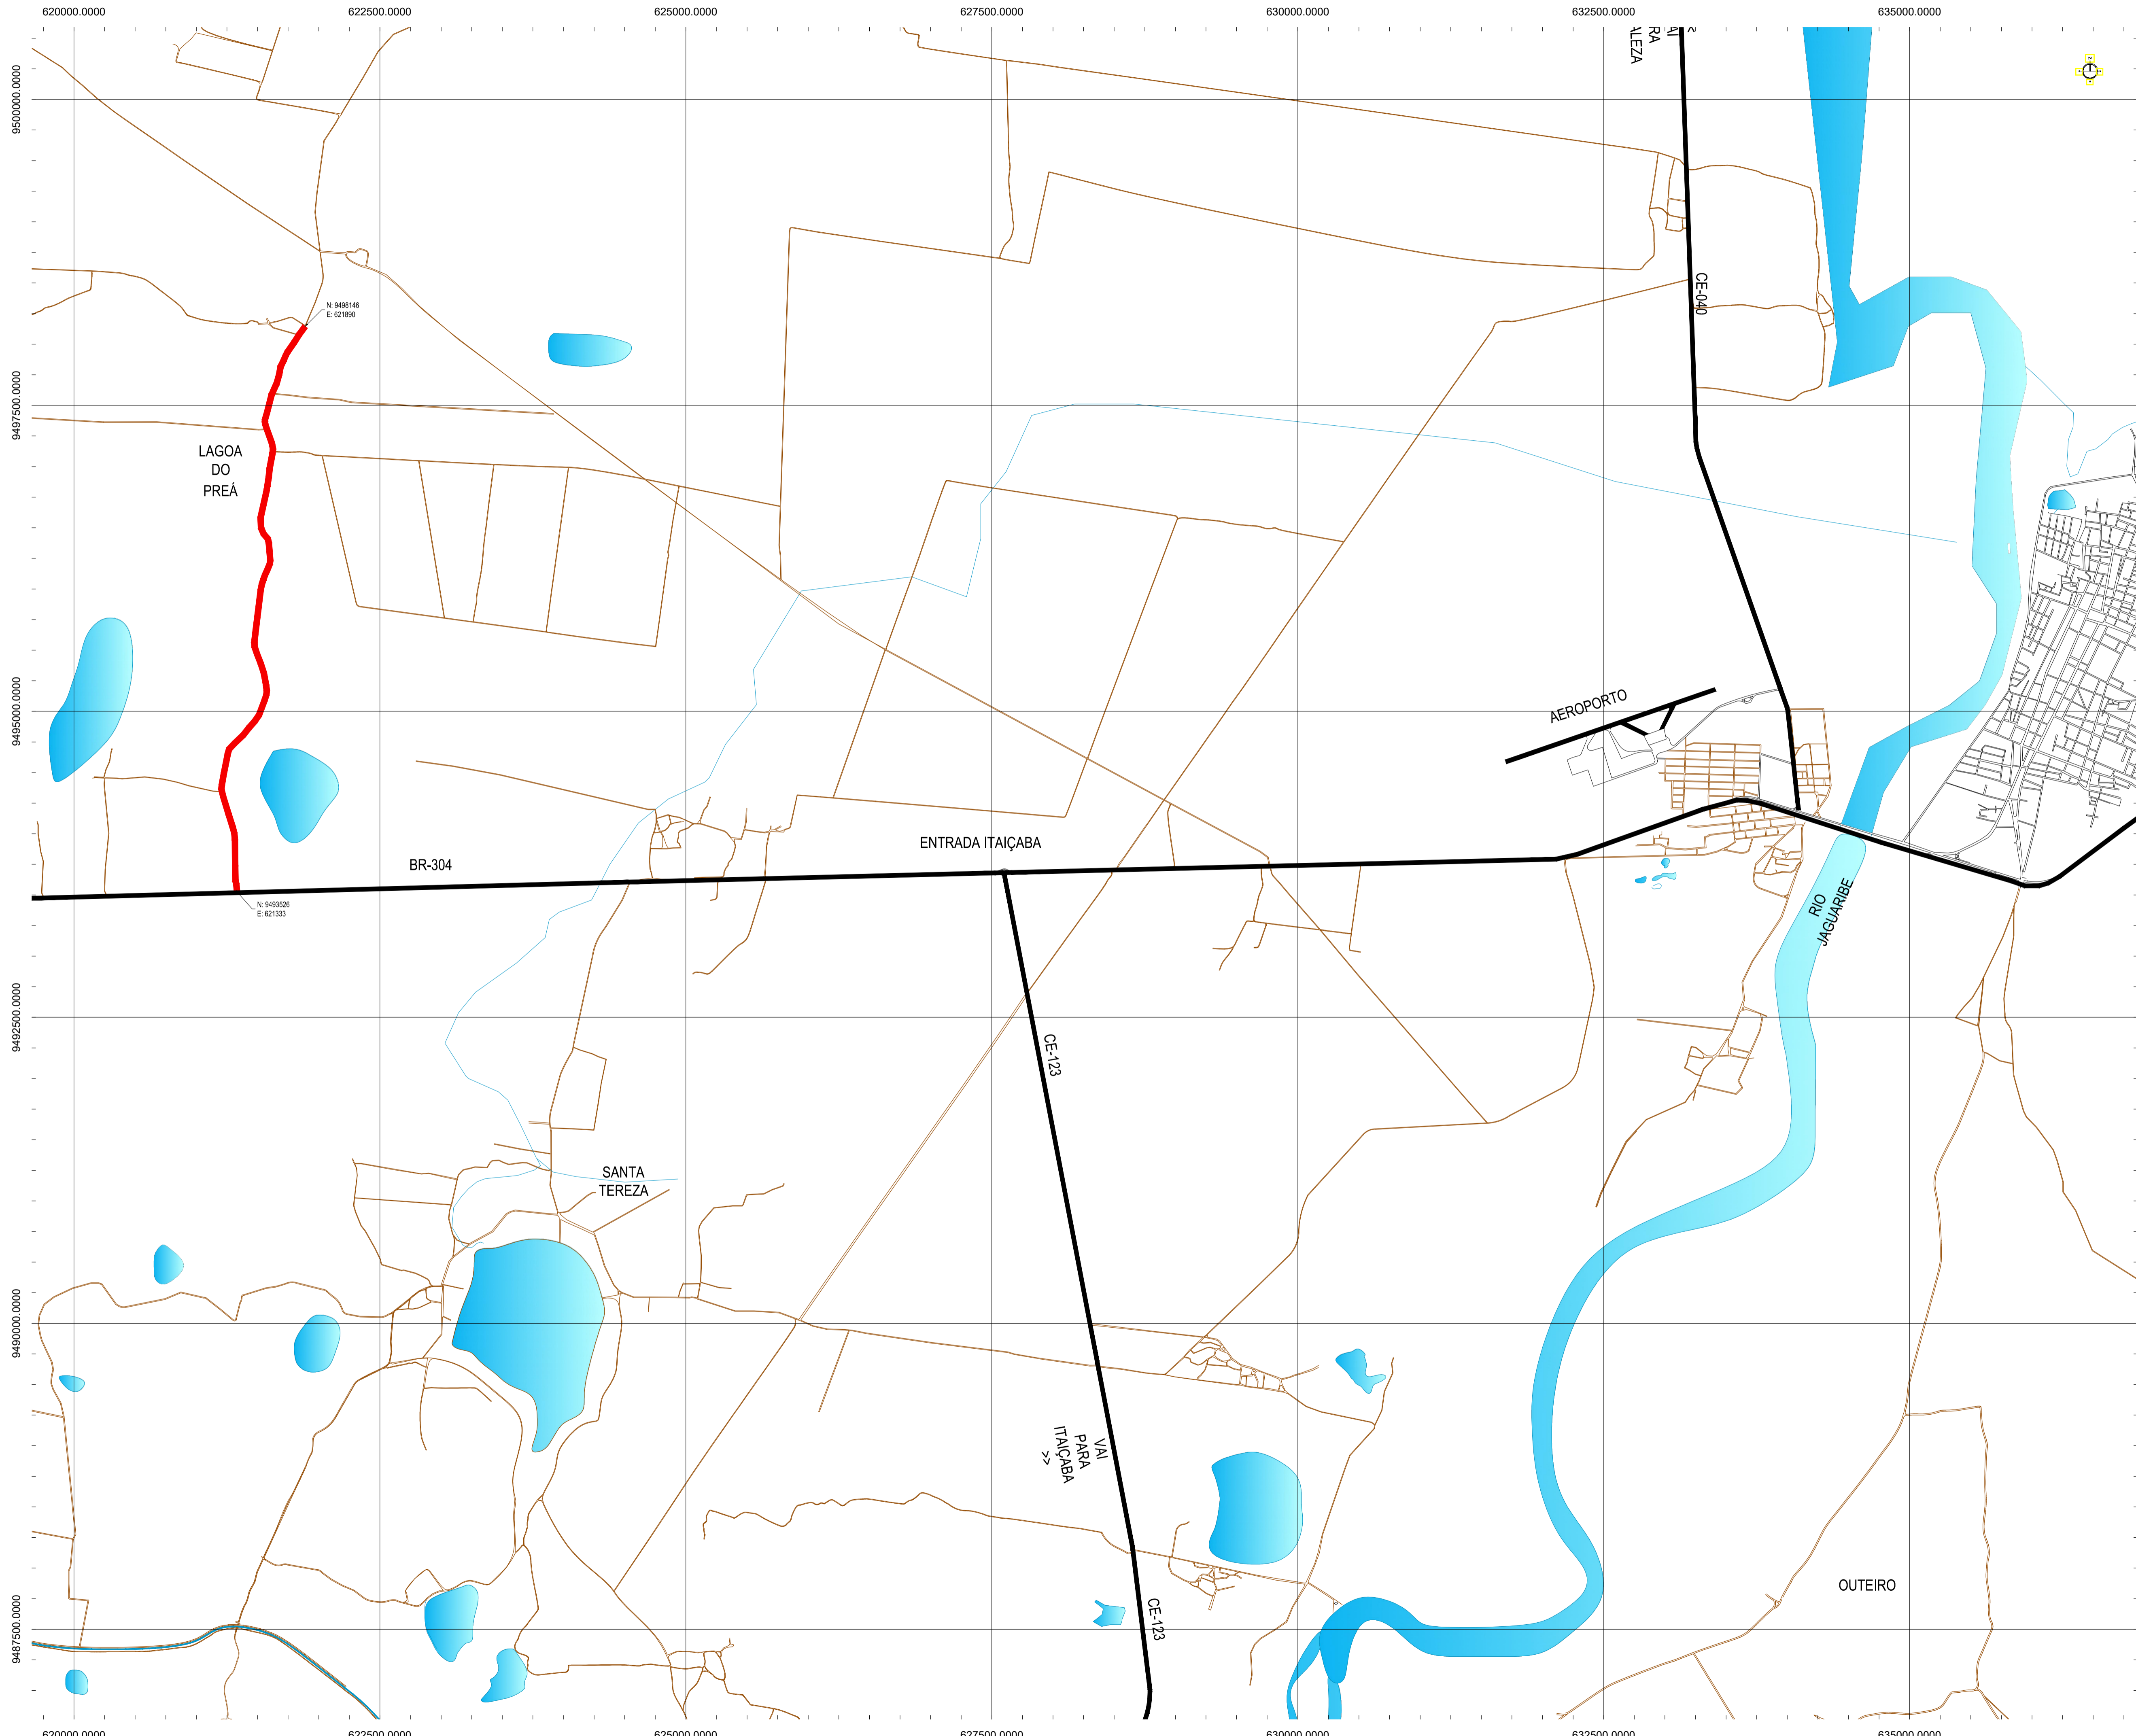 620000.0000
622500.0000
625000.0000
627500.0000
630000.0000
632500.0000
635000.0000
9500000.0000
9497500.0000
9495000.0000
9492500.0000
9490000.0000
9487500.0000
RA
ALEZA
CE-040
N: 9498146
E: 621890
LAGOA
DO
PREÁ
AEROPORTO
ENTRADA ITAIÇABA
BR-304
N: 9493526
E: 621333
RIO
JAGUARIBE
CE-123
SANTA
TEREZA
VAI
PARA
ITAIÇABA
>>
OUTEIRO
CE-123
620000.0000
622500.0000
625000.0000
627500.0000
630000.0000
632500.0000
635000.0000